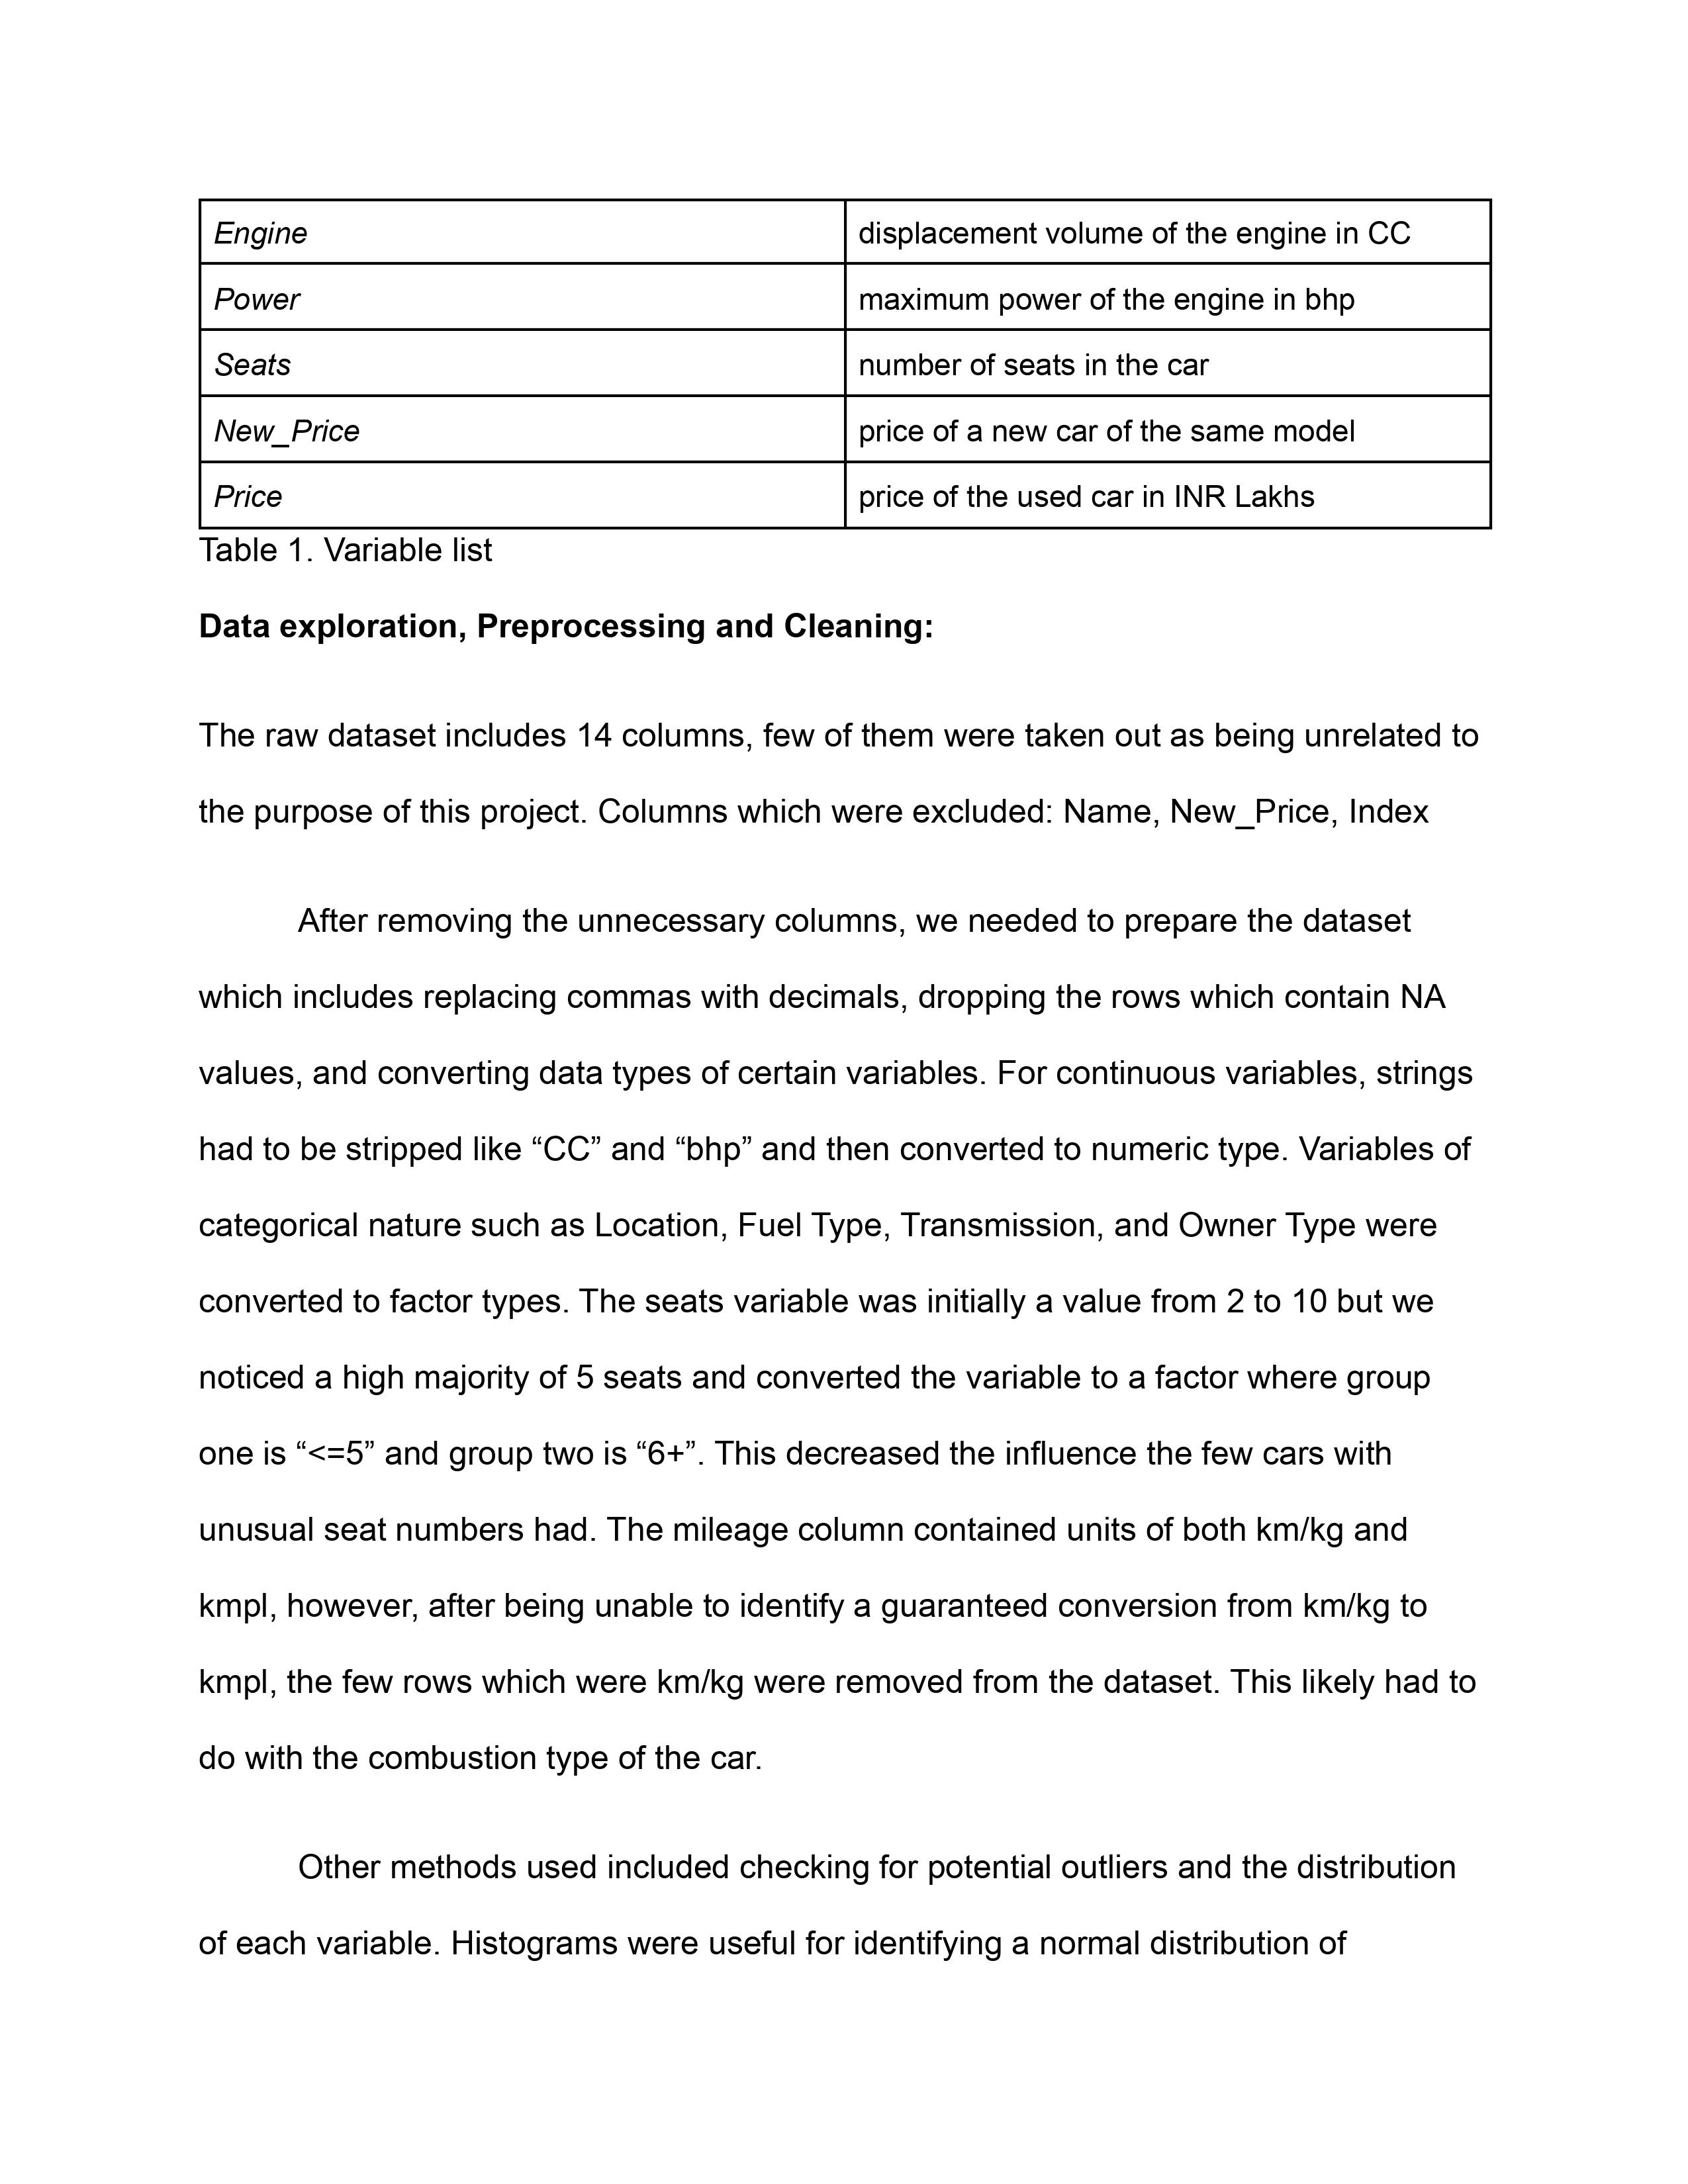 Engine displacement volume of the engine in CC
Power maximum power of the engine in bhp
Seats number of seats in the car
New_Price price of a new car of the same model
Price price of the used car in INR Lakhs
Table 1. Variable list
Data exploration, Preprocessing and Cleaning:
The raw dataset includes 14 columns, few of them were taken out as being unrelated to
the purpose of this project. Columns which were excluded: Name, New_Price, Index
After removing the unnecessary columns, we needed to prepare the dataset
which includes replacing commas with decimals, dropping the rows which contain NA
values, and converting data types of certain variables. For continuous variables, strings
had to be stripped like “CC” and “bhp” and then converted to numeric type. Variables of
categorical nature such as Location, Fuel Type, Transmission, and Owner Type were
converted to factor types. The seats variable was initially a value from 2 to 10 but we
noticed a high majority of 5 seats and converted the variable to a factor where group
one is “<=5” and group two is “6+”. This decreased the influence the few cars with
unusual seat numbers had. The mileage column contained units of both km/kg and
kmpl, however, after being unable to identify a guaranteed conversion from km/kg to
kmpl, the few rows which were km/kg were removed from the dataset. This likely had to
do with the combustion type of the car.
Other methods used included checking for potential outliers and the distribution
of each variable. Histograms were useful for identifying a normal distribution of